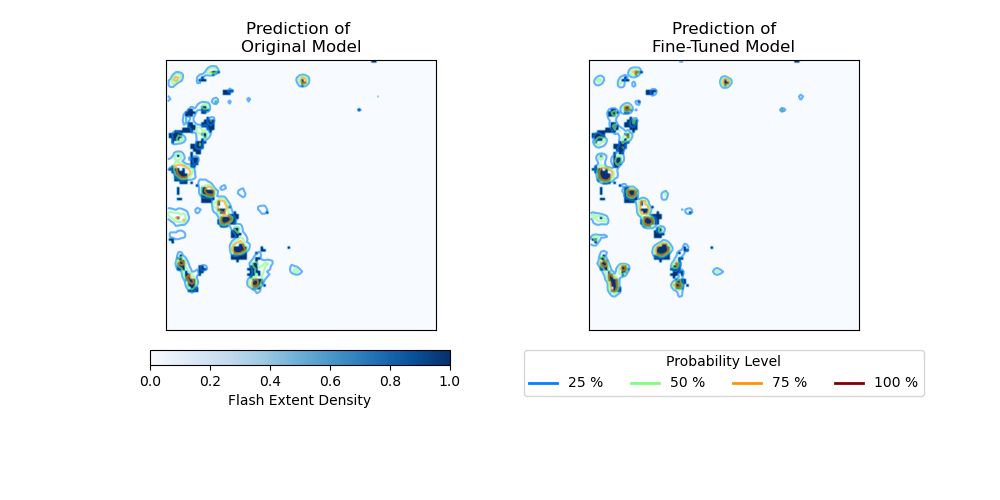 Prediction of
Original Model
Prediction of
Fine-Tuned Model
0.0 0.2 0.4 0.6 0.8 1.0
Flash Extent Density
Probability Level
25 % 50 % 75 % 100 %